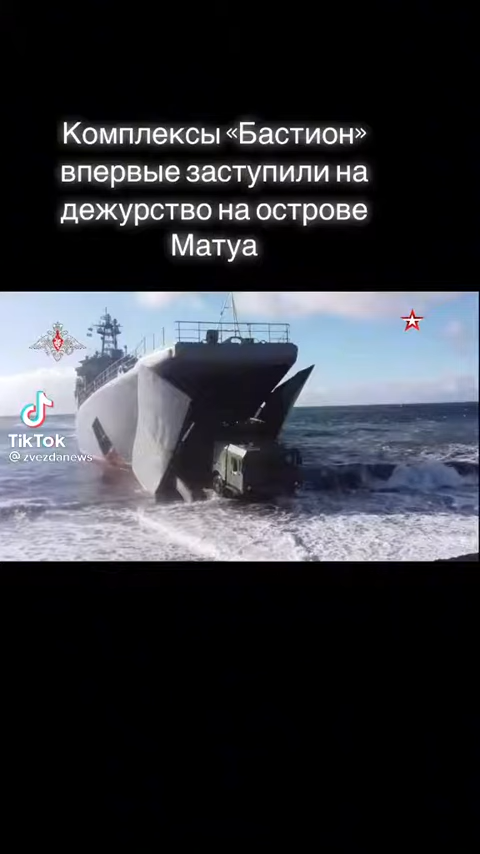 Комплексы «Бастион»
впервые заступили на
дежурство на острове
Матуа
TikTok
@zvezdanews